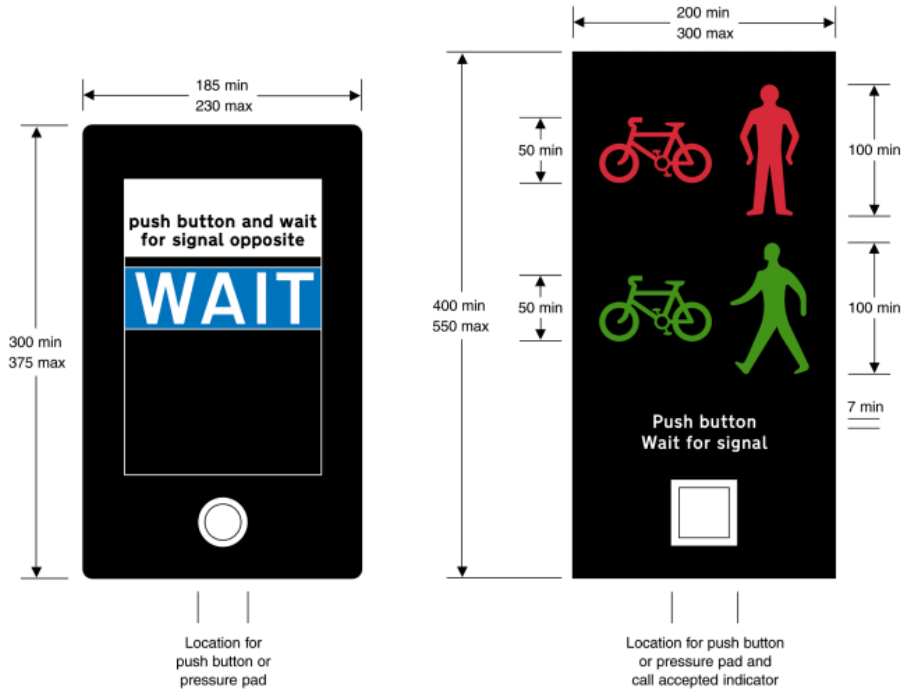 185 min
230 max
push button and wait
for signal opposite
WAIT
300 min
375 max
Location for
push button or
pressure pad
200 min
300 max
50 min
100 min
50 min
100 min
400 min
550 max
7 min
Push button
Wait for signal
Location for push button
or pressure pad and
call accepted indicator